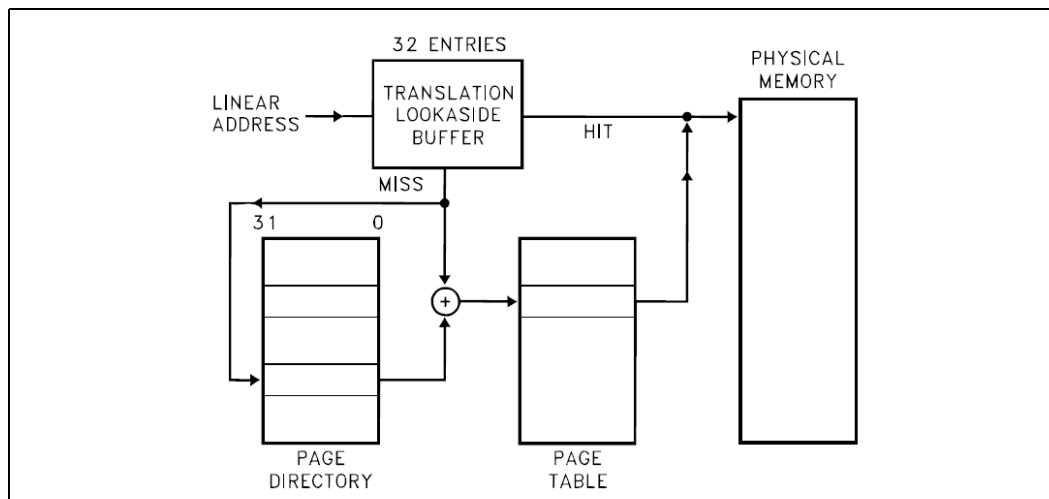 32 ENTRIES
PHYSICAL
MEMORY
LINEAR
ADDRESS
TRANSLATION
LOOKASIDE
BUFFER
HIT
MISS
31
0
+
PAGE
DIRECTORY
PAGE
TABLE